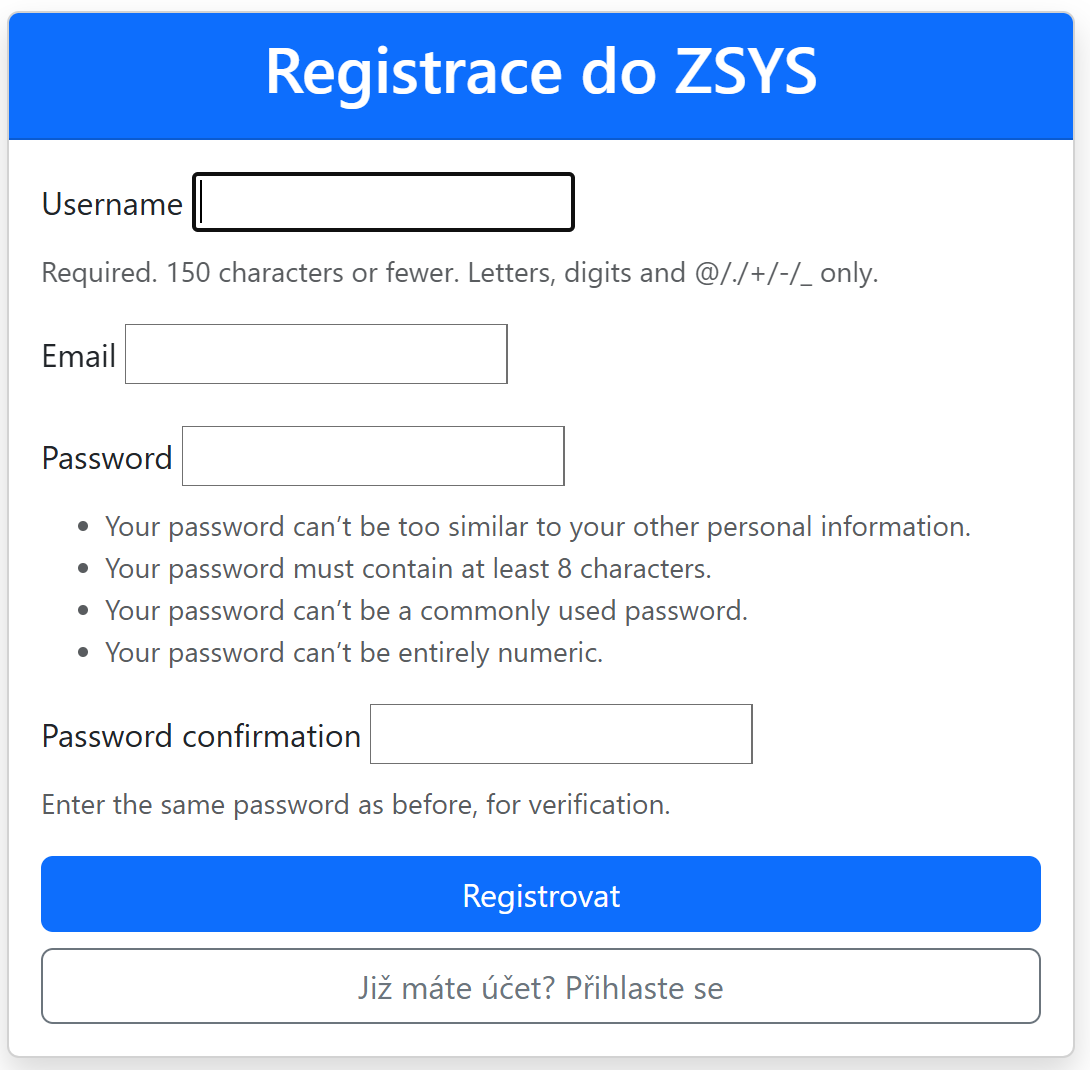 Registrace do ZSYS
Username
Required. 150 characters or fewer. Letters, digits and @/./+/-/_ only.
Email
Password
Your password can’t be too similar to your other personal information.
Your password must contain at least 8 characters.
Your password can’t be a commonly used password.
Your password can’t be entirely numeric.
Password confirmation
Enter the same password as before, for verification.
Registrovat
Již máte účet? Přihlaste se